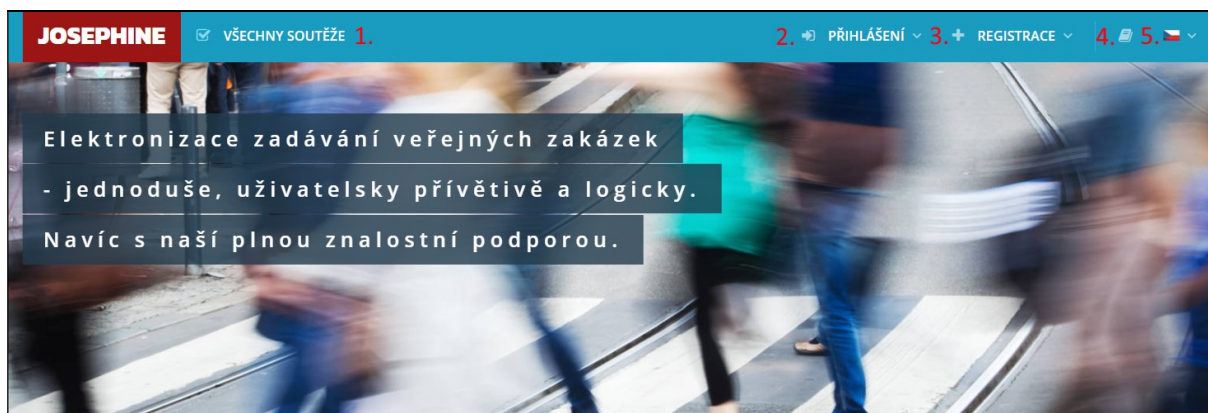 JOSEPHINE VŠECHNY SOUTĚŽE 1. 2. PŘIHLÁŠENÍ 3. REGISTRACE 4. 5.
Elektronizace zadávání veřejných zakázek
- jednoduše, uživatelsky přívětivě a logicky.
Navíc s naší plnou znalostní podporou.